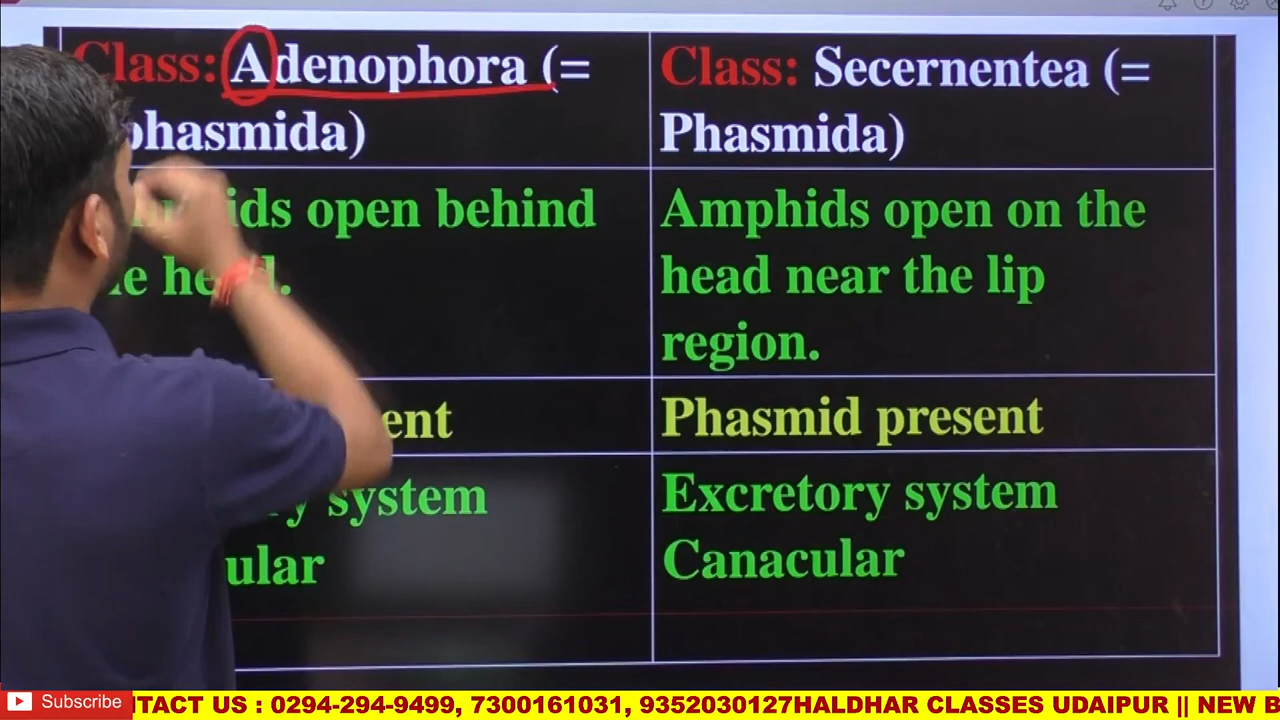 Class: Adenophora (=
phasmida)
ids open behind
he.
ent
system
ular
Class: Secernentea (=
Phasmida)
Amphids open on the
head near the lip
region.
Phasmid present
Excretory system
Canacular
Subscribe
TACT US : 0294-294-9499, 7300161031, 9352030127HALDHAR CLASSES UDAIPUR || NEW B